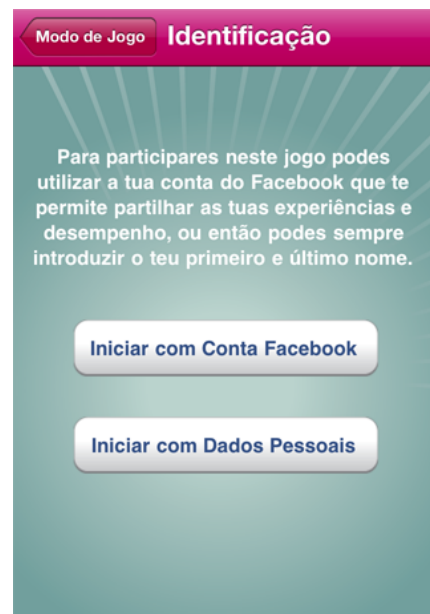 Modo de Jogo
Identificação
Para participares neste jogo podes
utilizar a tua conta do Facebook que te
permite partilhar as tuas experiências e
desempenho, ou então podes sempre
introduzir o teu primeiro e último nome.
Iniciar com Conta Facebook
Iniciar com Dados Pessoais